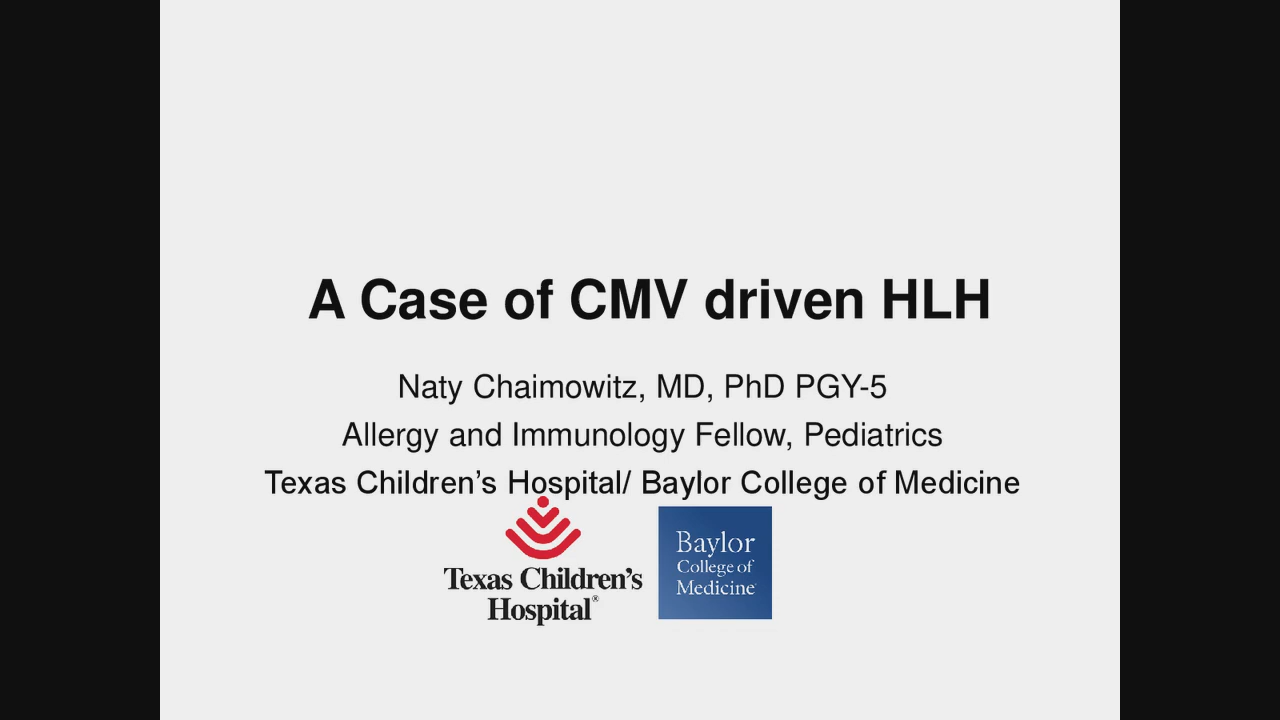 A Case of CMV driven HLH
Naty Chaimowitz, MD, PhD PGY-5
Allergy and Immunology Fellow, Pediatrics
Texas Children’s Hospital/ Baylor College of Medicine
Texas Children’s
Hospital®
Baylor
College of
Medicine